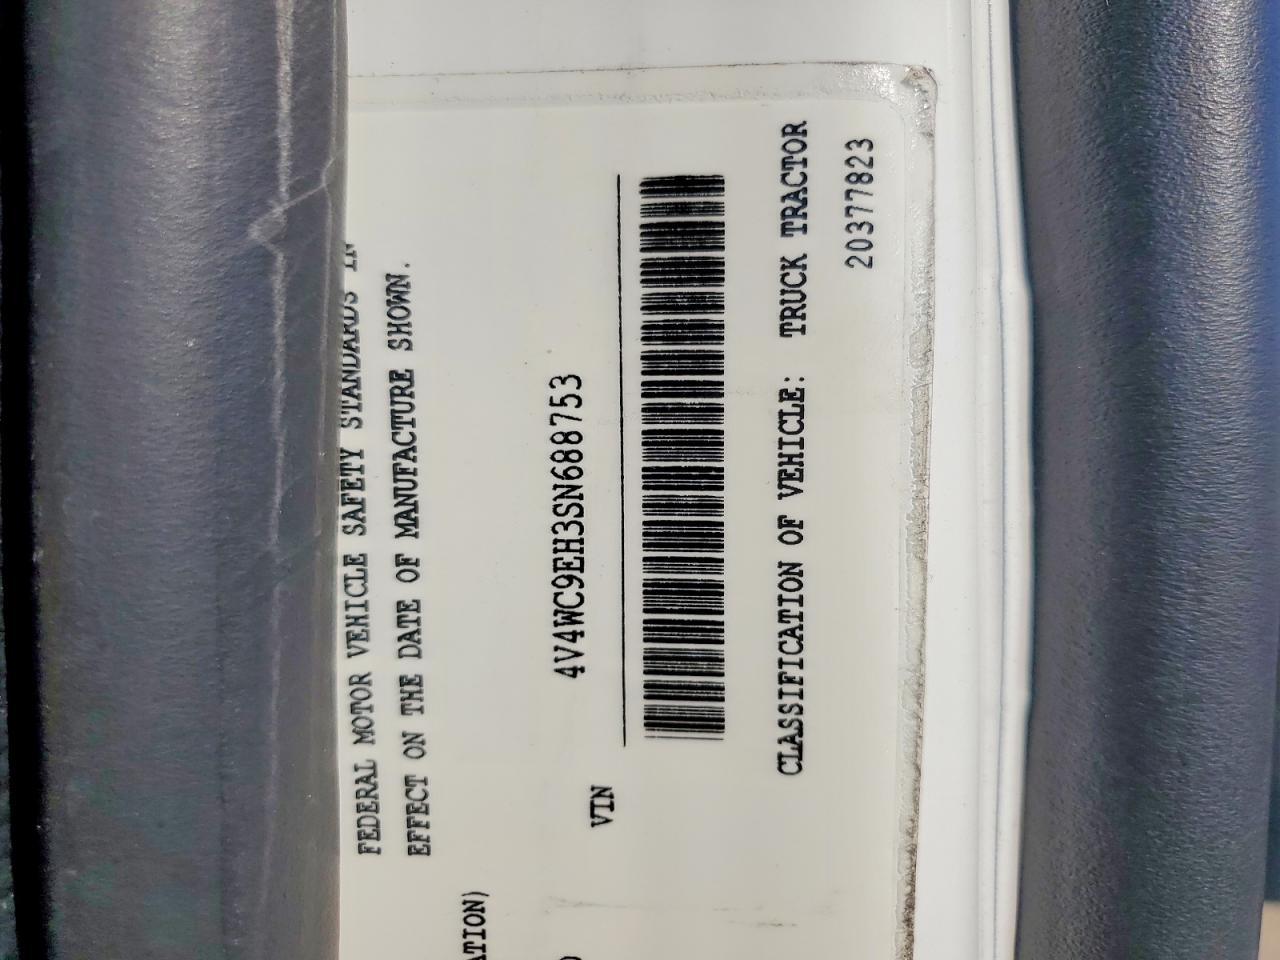 FEDERAL MOTOR VEHICLE SAFETY STANDARDS IN
EFFECT ON THE DATE OF MANUFACTURE SHOWN.
ATION)
4V4WC9EH3SN688753
VIN
CLASSIFICATION OF VEHICLE: TRUCK TRACTOR
20377823